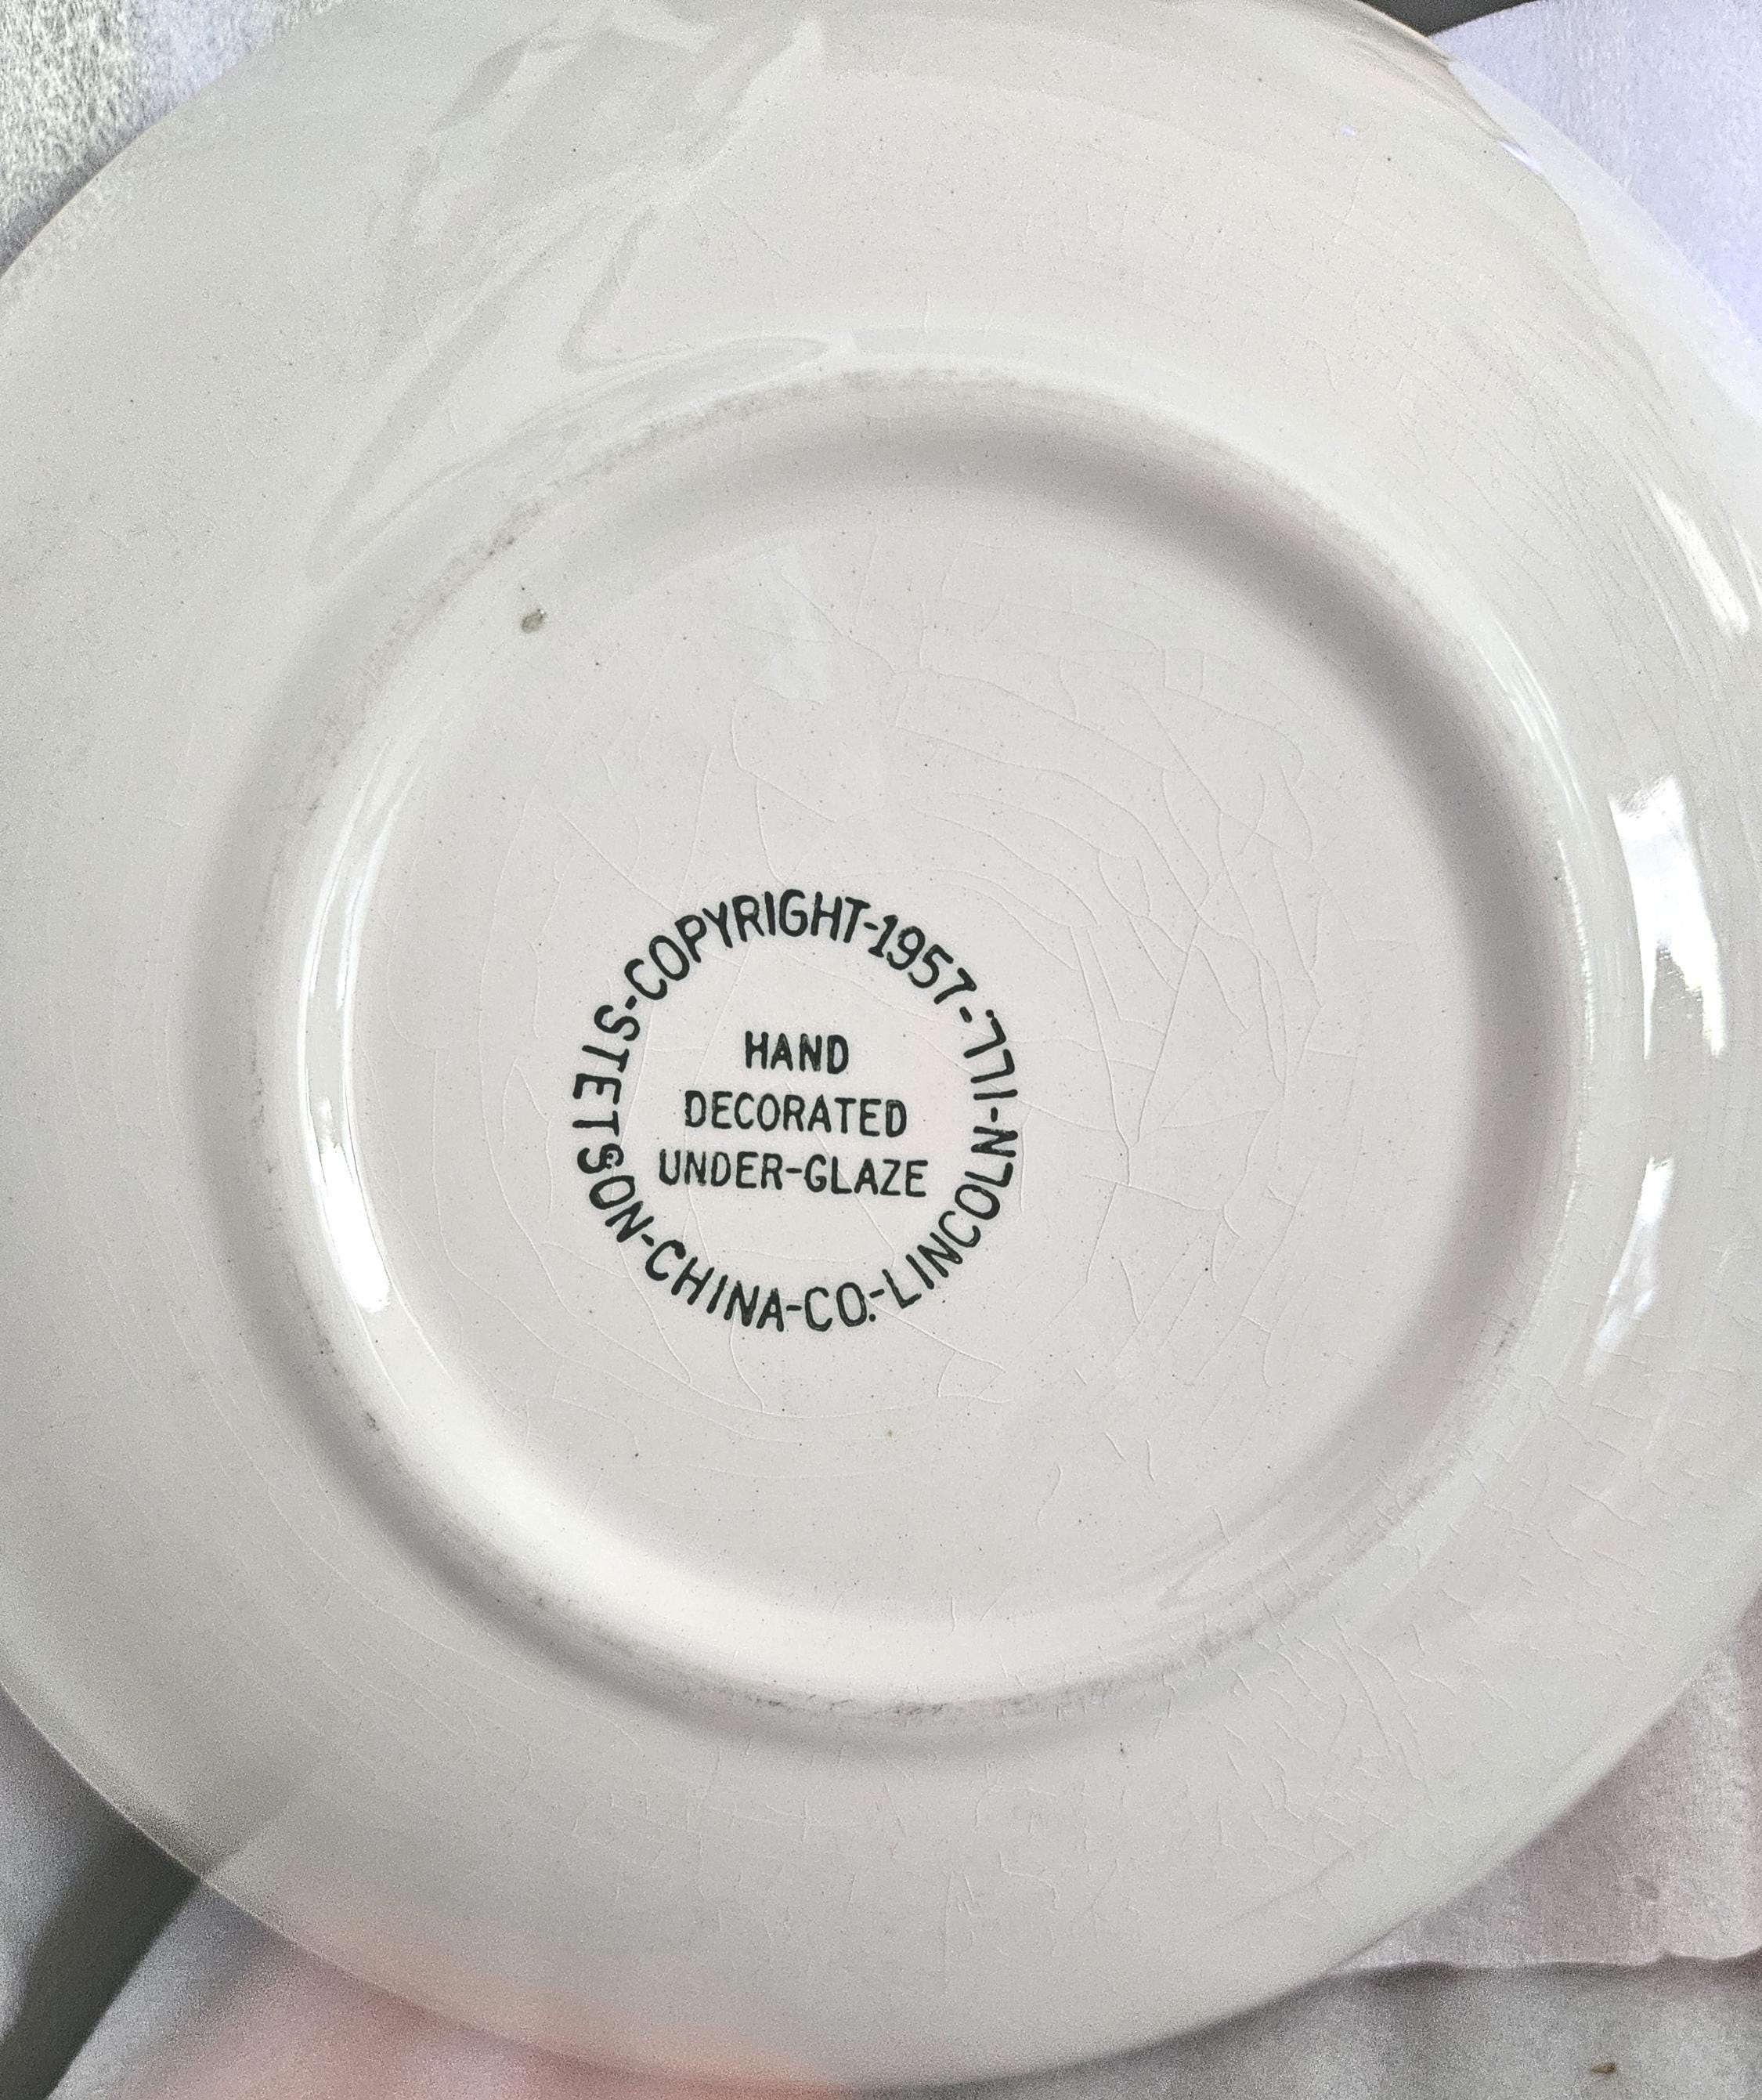 COPYRIGHT-1957-
STETSON-CHINA-CO.-LINCOLN-ILL.
HAND
DECORATED
UNDER-GLAZE